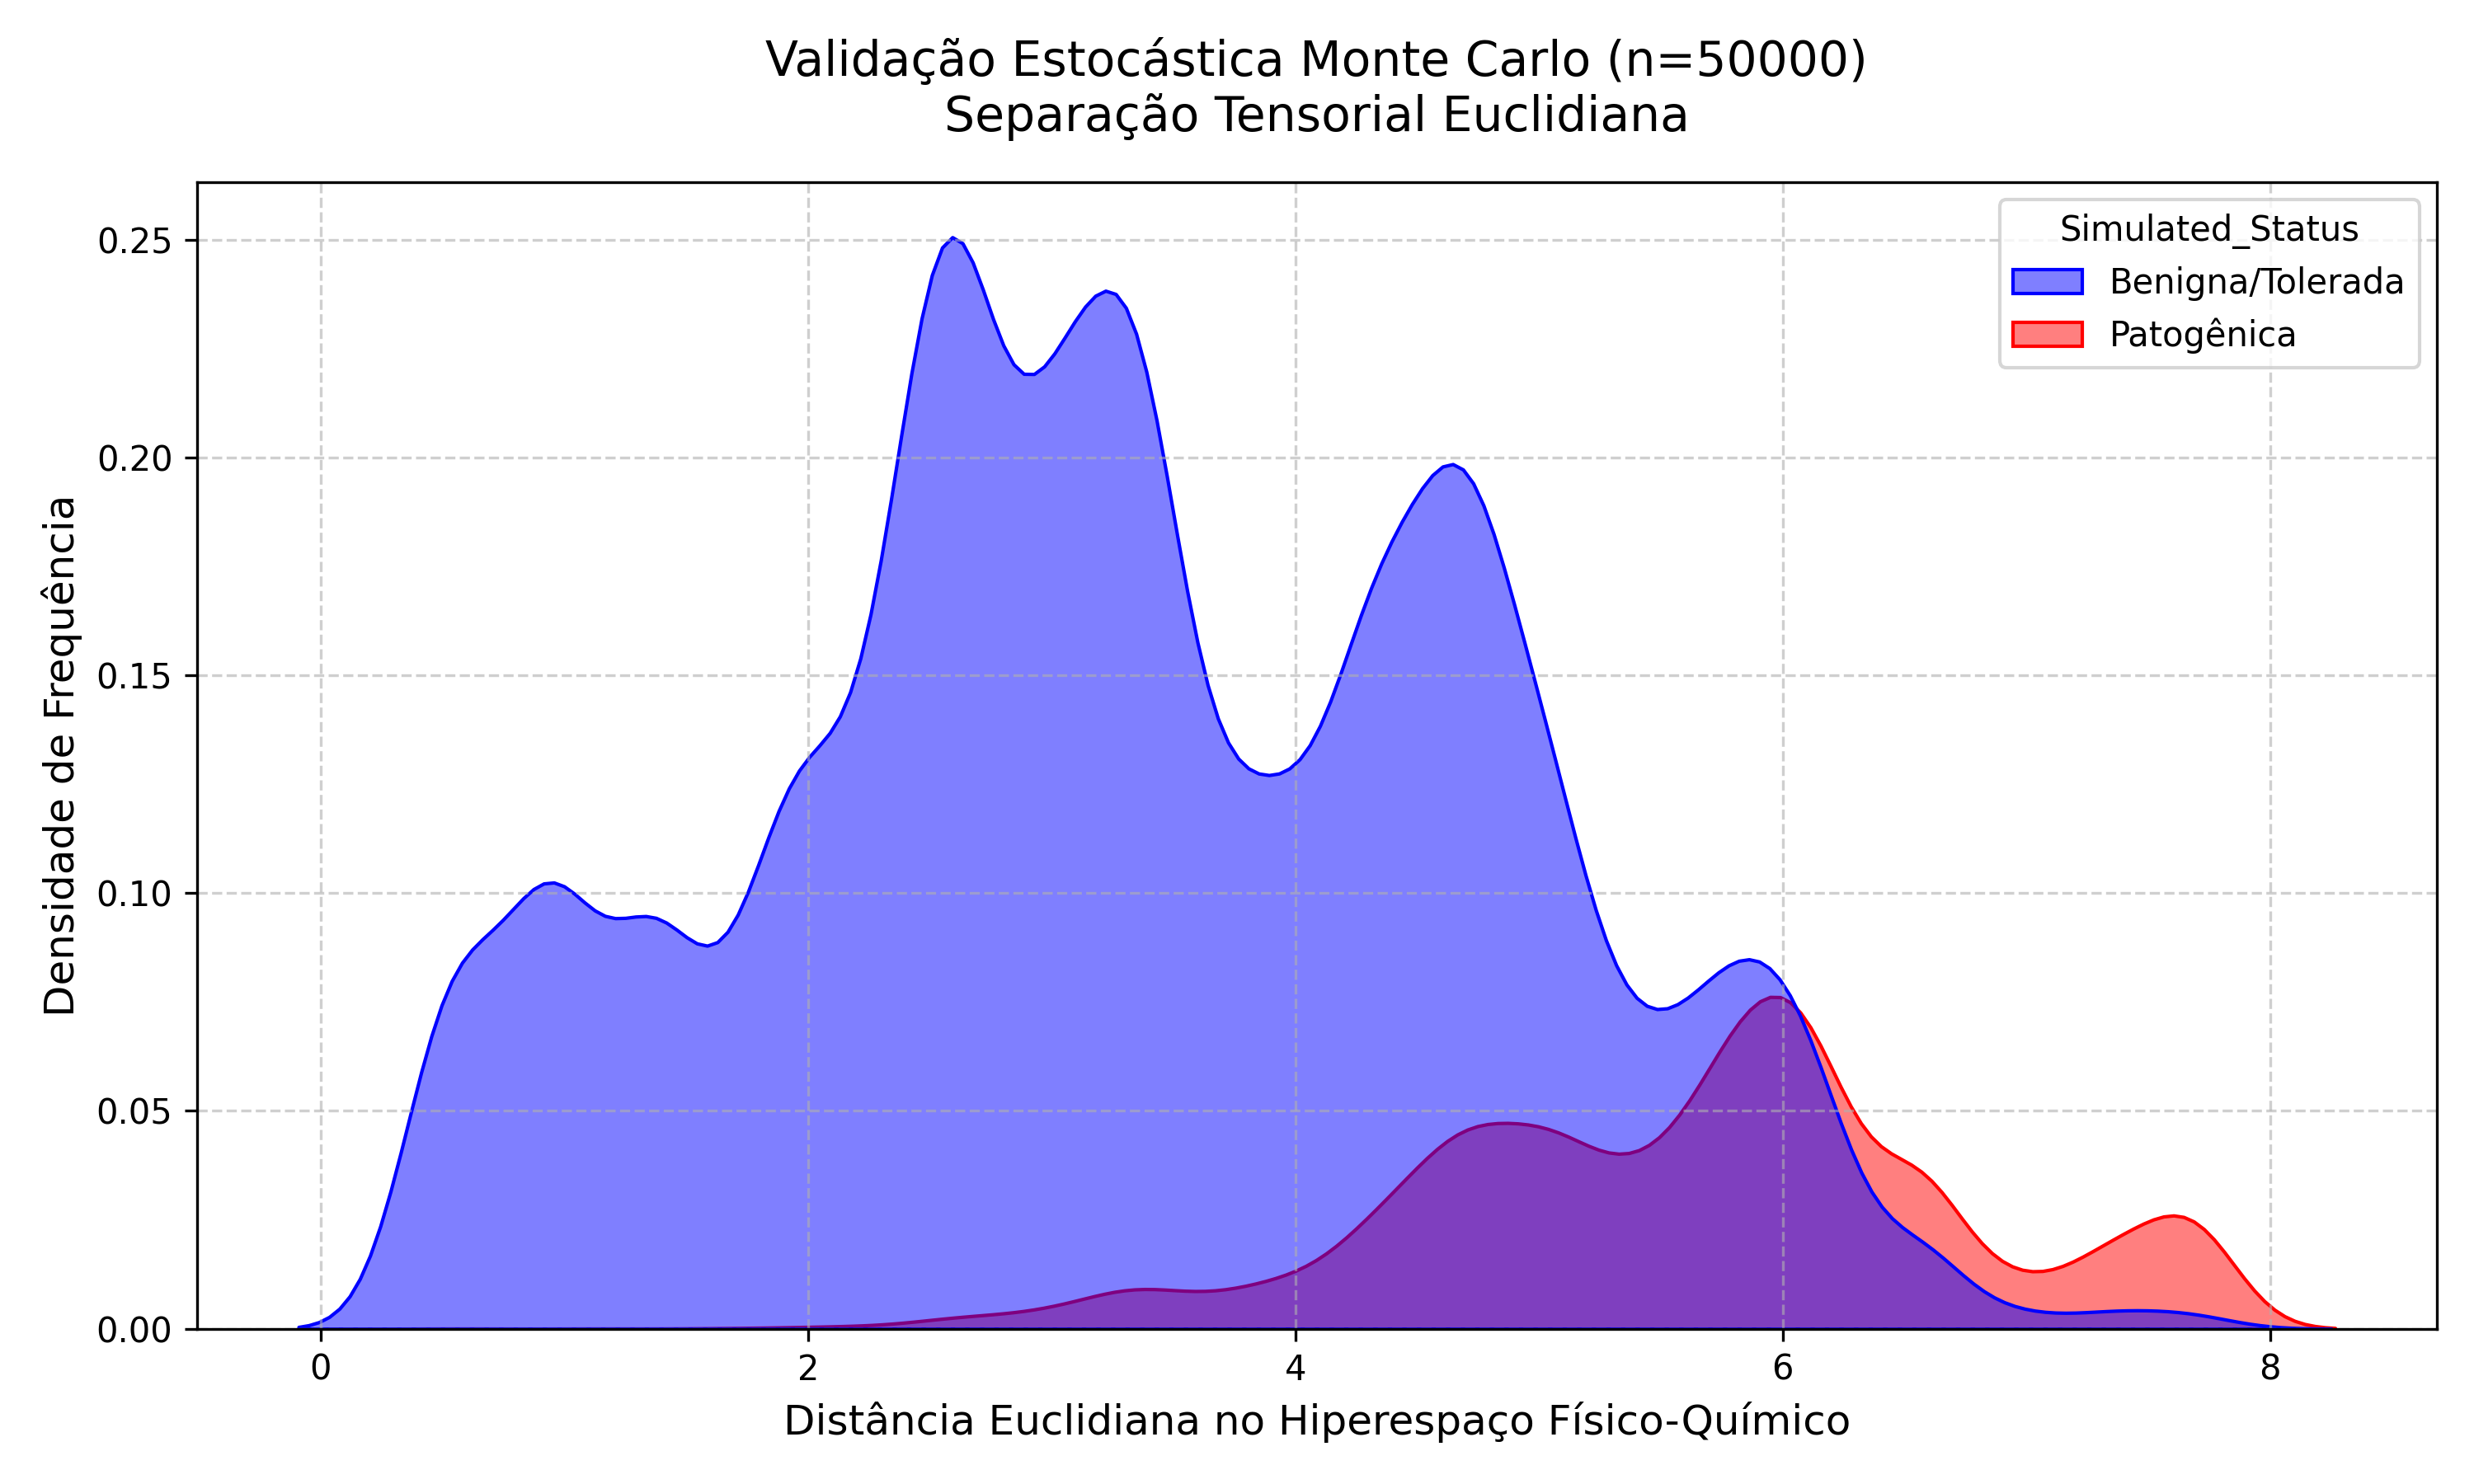 Validação Estocástica Monte Carlo (n=50000)
Separação Tensorial Euclidiana
Simulated_Status
Benigna/Tolerada
Patogênica
Densidade de Frequência
0.25
0.20
0.15
0.10
0.05
0.00
0 2 4 6 8
Distância Euclidiana no Hiperespaço Físico-Químico